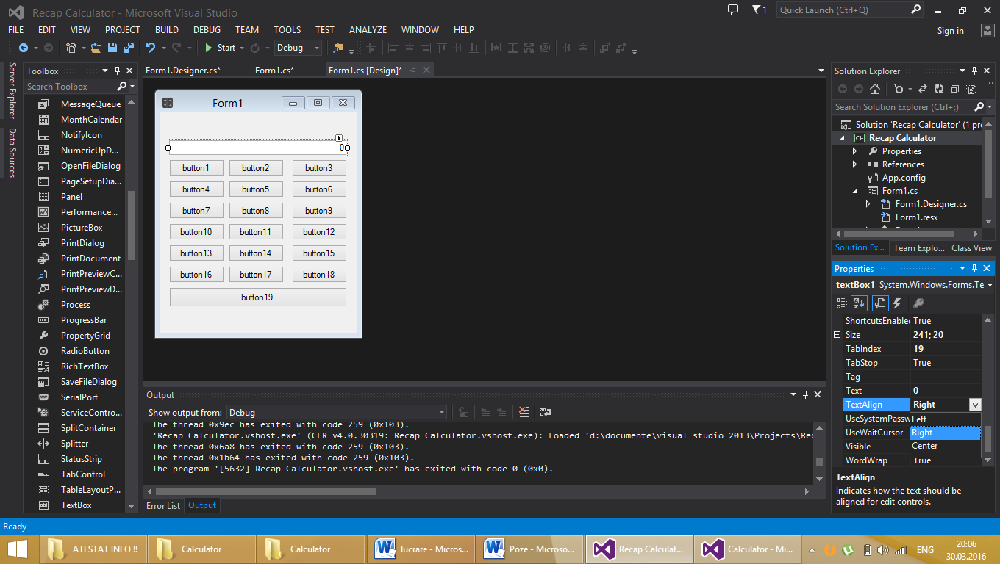 Recap Calculator - Microsoft Visual Studio
1
Quick Launch (Ctrl+Q)
FILE EDIT VIEW PROJECT BUILD DEBUG TEAM TOOLS TEST ANALYZE WINDOW HELP
Sign in
Start
Debug
Server Explorer
Data Sources
Toolbox
Search Toolbox
MessageQueue
MonthCalendar
NotifyIcon
NumericUpD...
OpenFileDialog
PageSetupDia...
Panel
Performance...
PictureBox
PrintDialog
PrintDocument
PrintPreviewC...
PrintPreviewD...
Process
ProgressBar
PropertyGrid
RadioButton
RichTextBox
SaveFileDialog
SerialPort
ServiceContro...
SplitContainer
Splitter
StatusStrip
TabControl
TableLayoutP...
TextBox
Form1.Designer.cs* Form1.cs* Form1.cs [Design]*
Form1
0
button1 button2 button3
button4 button5 button6
button7 button8 button9
button10 button11 button12
button13 button14 button15
button16 button17 button18
button19
Output
Show output from: Debug
The thread 0x9ec has exited with code 259 (0x103).
'Recap Calculator.vshost.exe' (CLR v4.0.30319: Recap Calculator.vshost.exe): Loaded 'd:\documente\visual studio 2013\Projects\Rec
The thread 0x6a8 has exited with code 259 (0x103).
The thread 0x1b64 has exited with code 259 (0x103).
The program '[5632] Recap Calculator.vshost.exe' has exited with code 0 (0x0).
Error List Output
Solution Explorer
Search Solution Explorer (Ctrl+;)
Solution 'Recap Calculator' (1 pro
C# Recap Calculator
Properties
References
App.config
Form1.cs
Form1.Designer.cs
Form1.resx
Solution Ex... Team Explo... Class View
Properties
textBox1 System.Windows.Forms.Te
ShortcutsEnable True
Size 241; 20
TabIndex 19
TabStop True
Tag
Text 0
TextAlign Right
UseSystemPassw Left
UseWaitCursor Right
Visible Center
WordWrap True
TextAlign
Indicates how the text should be
aligned for edit controls.
Ready
ATESTAT INFO !!
Calculator
Calculator
lucrare - Micros...
Poze - Microso...
Recap Calculat...
Calculator - Mi...
ENG
20:06
30.03.2016